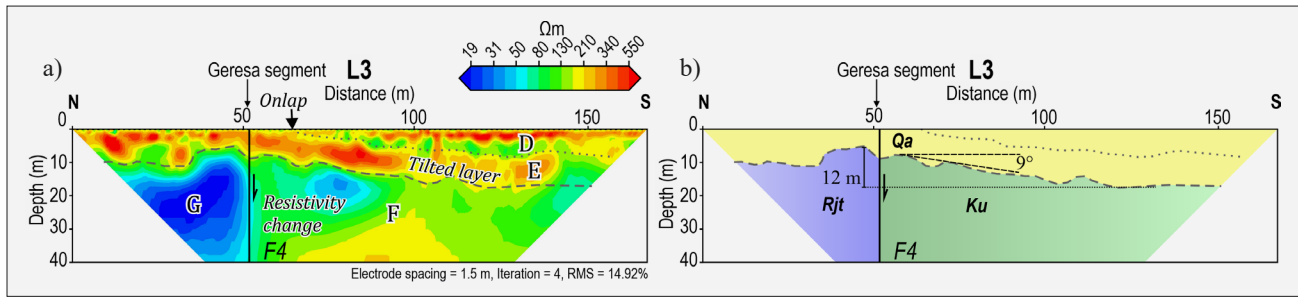 a)
Ωm
19 31 50 80 130 210 340 550
Geresa segment L3
N Onlap Distance (m) S
0 50 100 150
0
10
20
30
40
Depth (m)
D
E
Tilted layer
G
F
Resistivity
change
F4
Electrode spacing = 1.5 m, Iteration = 4, RMS = 14.92%
b)
Geresa segment L3
N Distance (m) S
0 50 100 150
0
10
20
30
40
Depth (m)
Qa
9°
12 m
Rjt
Ku
F4